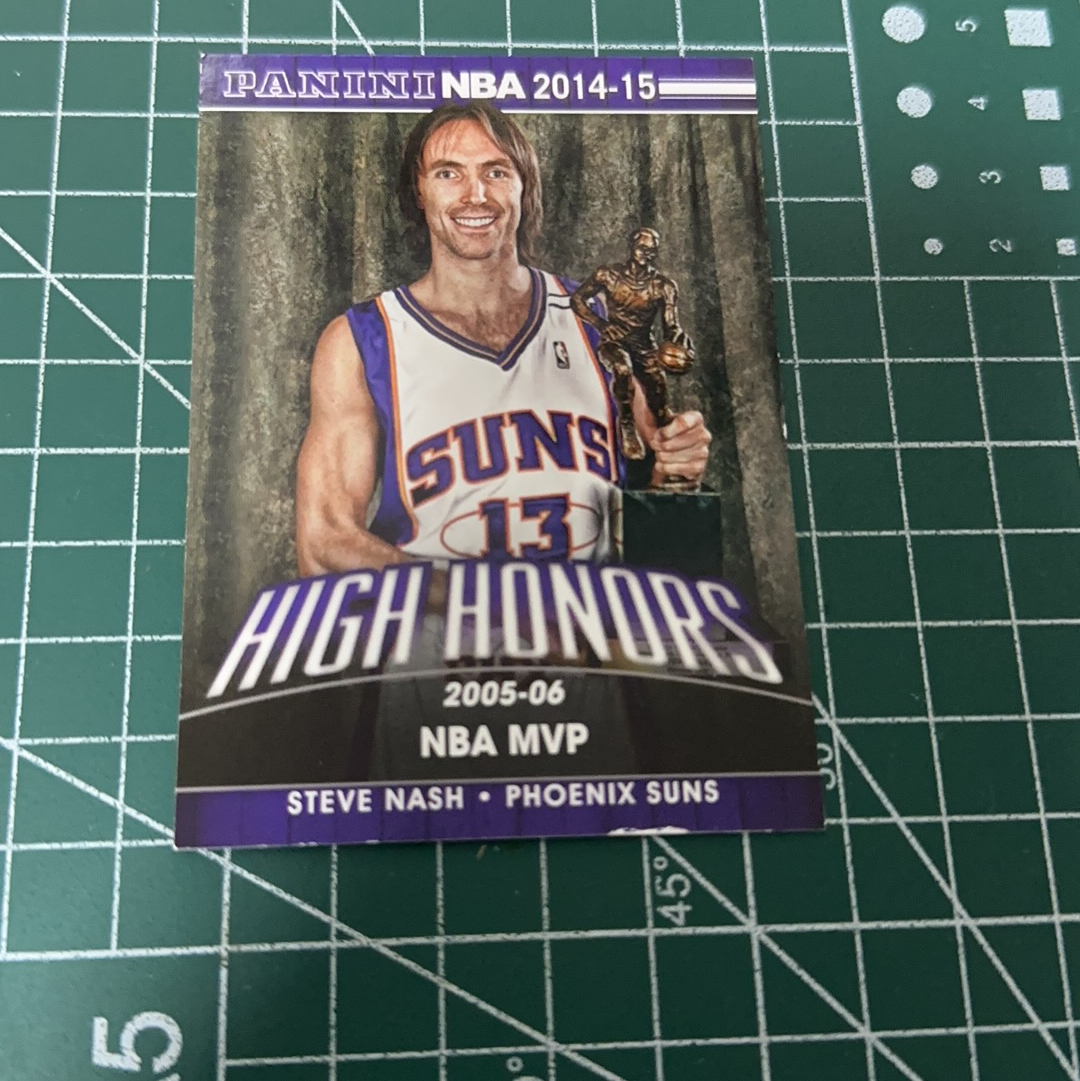 PANINI NBA 2014-15
SUNS
13
HIGH HONORS
2005-06
NBA MVP
STEVE NASH • PHOENIX SUNS
5
4
3
2
45°
5